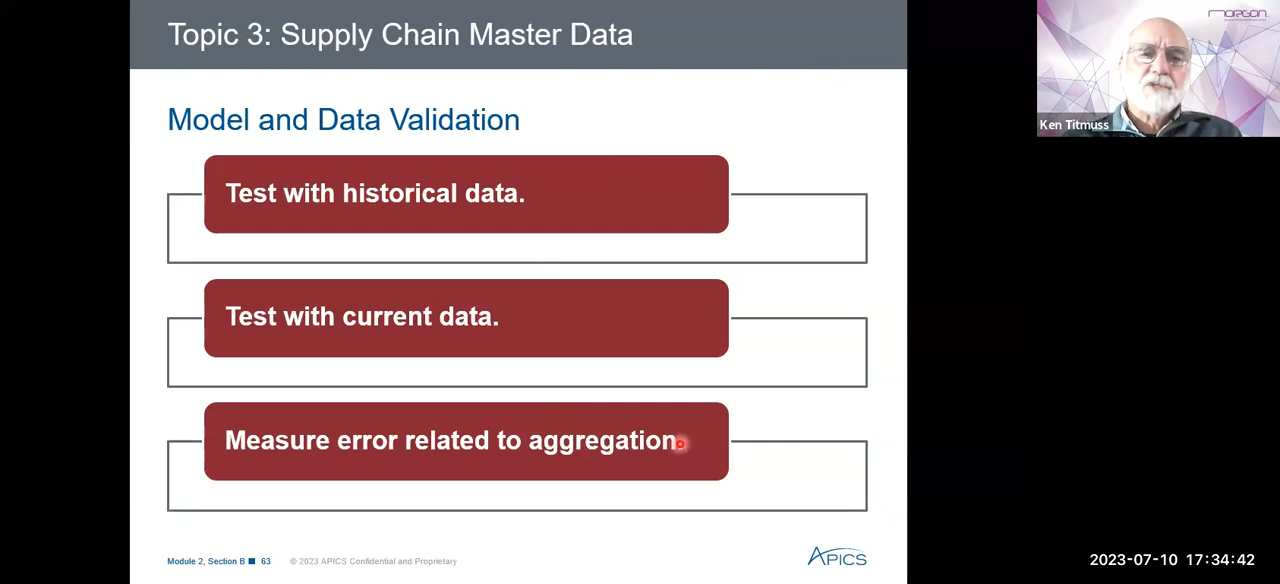 Topic 3: Supply Chain Master Data
morgon
Ken Titmuss
Model and Data Validation
Test with historical data.
Test with current data.
Measure error related to aggregation.
Module 2, Section B ■ 63 © 2023 APICS Confidential and Proprietary
APICS
2023-07-10 17:34:42